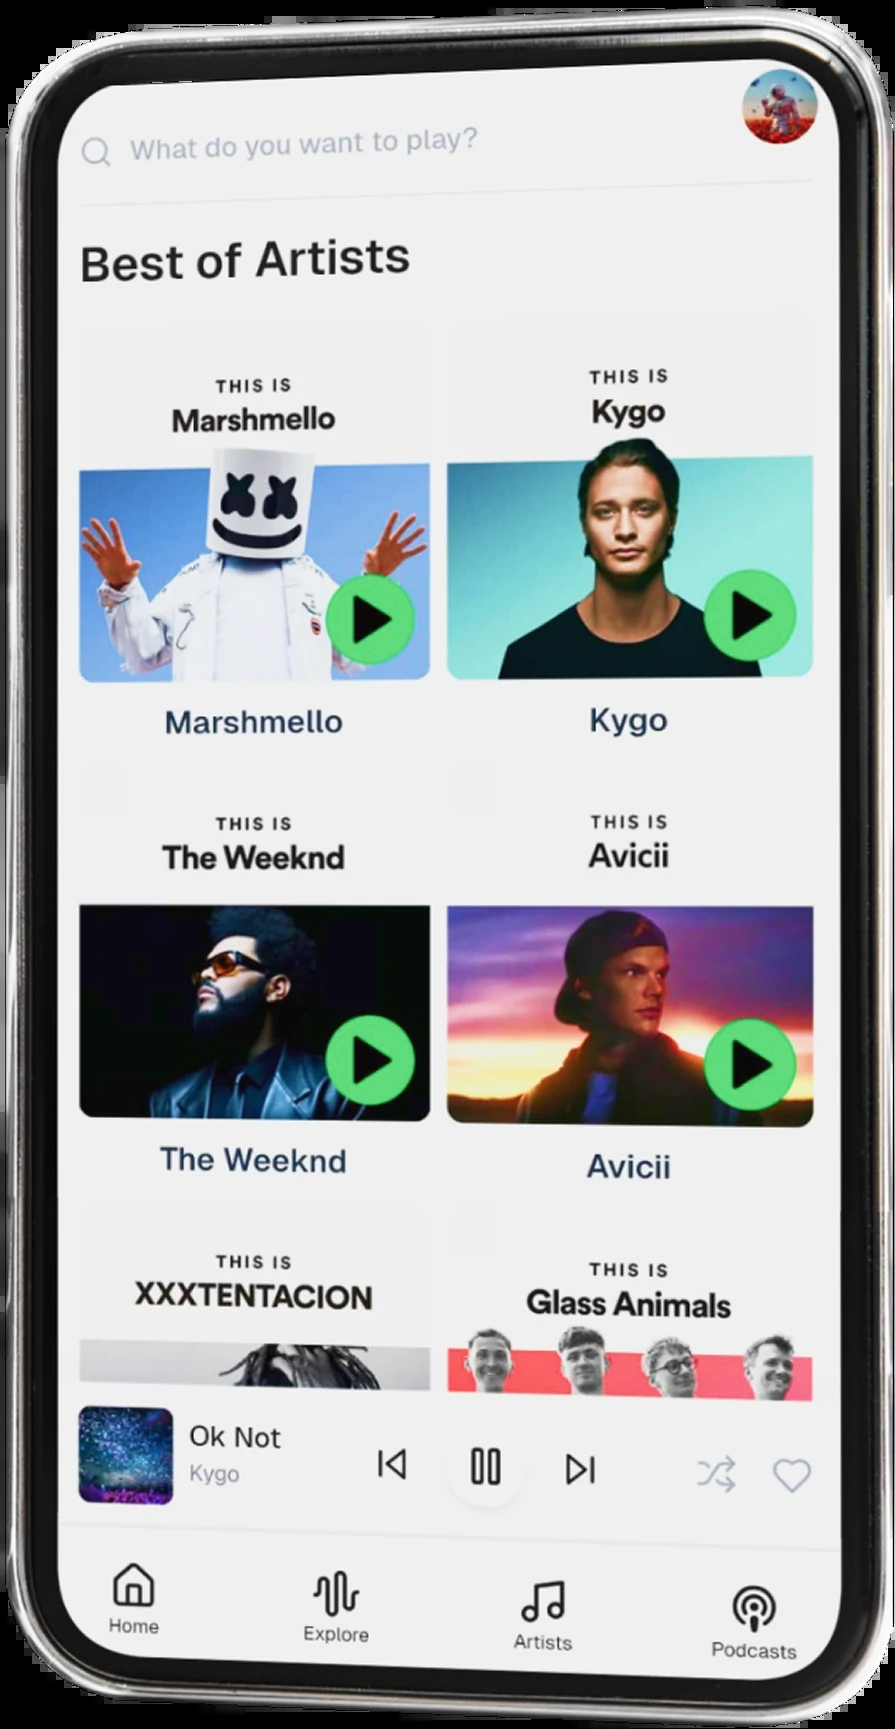 What do you want to play?
Best of Artists
THIS IS
Marshmello
THIS IS
Kygo
Marshmello
Kygo
THIS IS
The Weeknd
THIS IS
Avicii
The Weeknd
Avicii
THIS IS
XXXTENTACION
THIS IS
Glass Animals
Ok Not
Kygo
Home
Explore
Artists
Podcasts